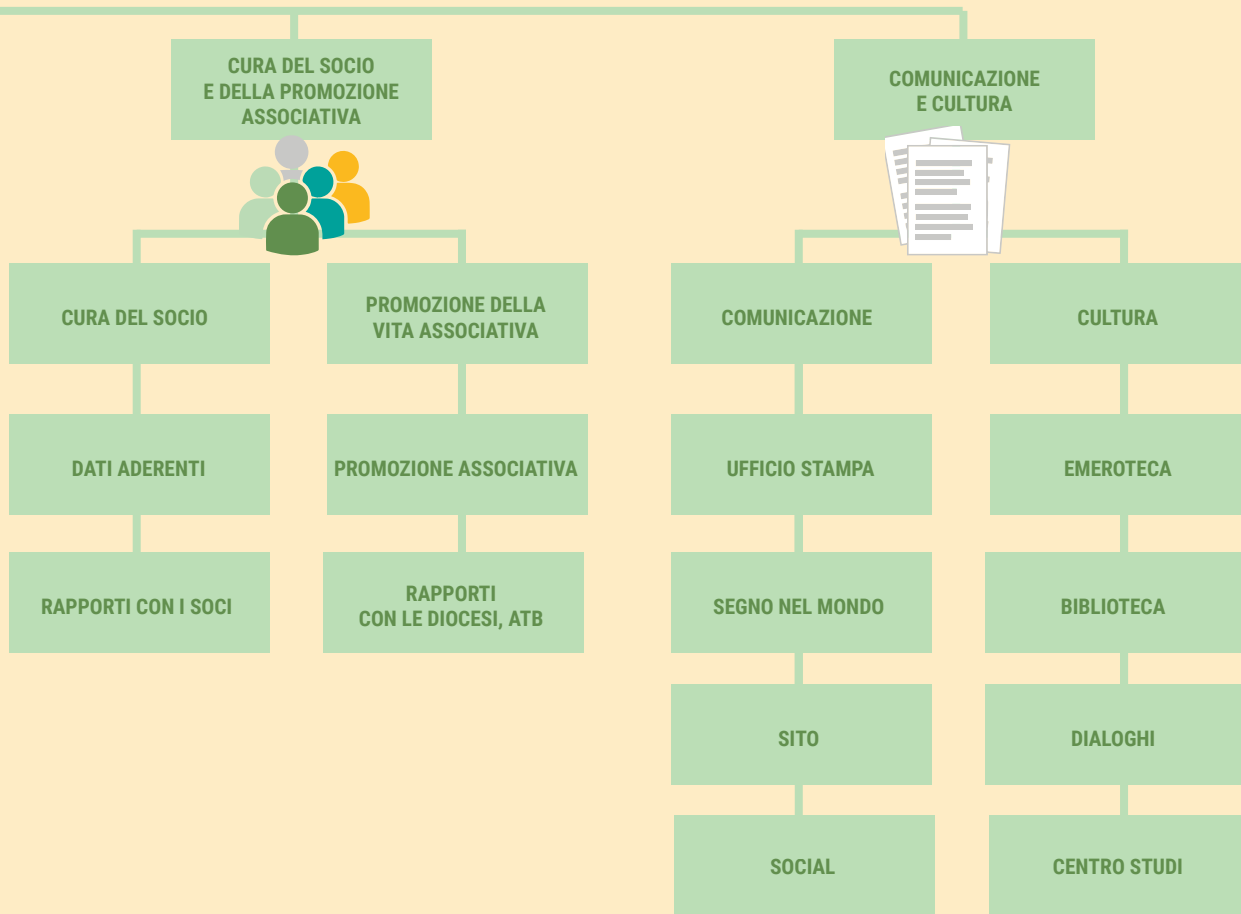 CURA DEL SOCIO
E DELLA PROMOZIONE
ASSOCIATIVA
COMUNICAZIONE
E CULTURA
CURA DEL SOCIO
PROMOZIONE DELLA
VITA ASSOCIATIVA
COMUNICAZIONE
CULTURA
DATI ADERENTI
PROMOZIONE ASSOCIATIVA
UFFICIO STAMPA
EMEROTECA
RAPPORTI CON I SOCI
RAPPORTI
CON LE DIOCESI, ATB
SEGNO NEL MONDO
BIBLIOTECA
SITO
DIALOGHI
SOCIAL
CENTRO STUDI